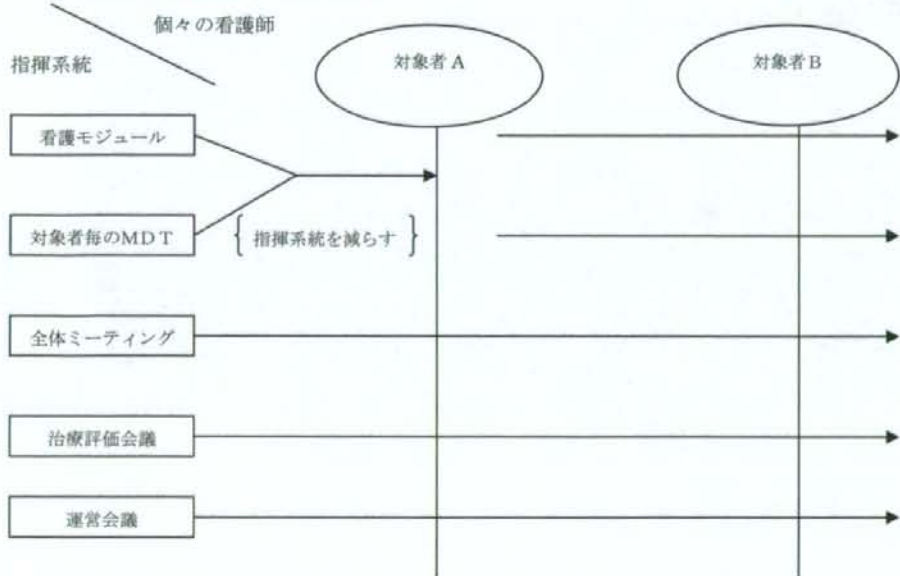 個々の看護師
指揮系統
対象者A
対象者B
看護モジュール
対象者毎のMDT
{ 指揮系統を減らす }
全体ミーティング
治療評価会議
運営会議